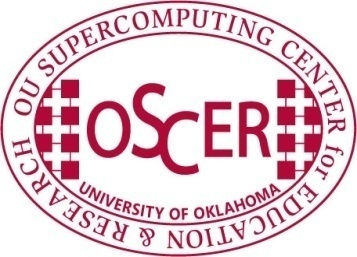 OU SUPERCOMPUTING CENTER for EDUCATION & RESEARCH
OSCER
UNIVERSITY OF OKLAHOMA